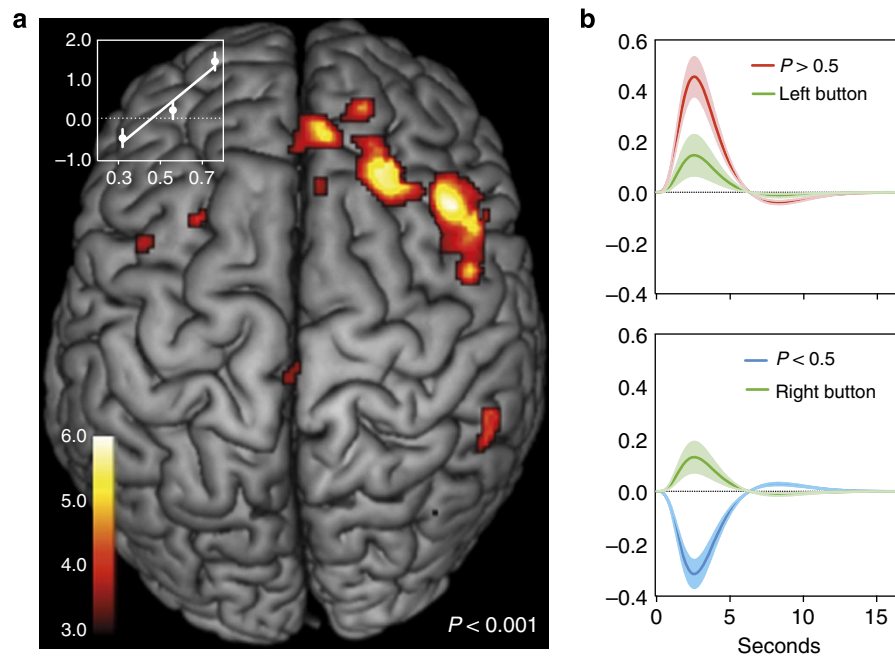 a
2.0
1.0
0.0
–1.0
0.3 0.5 0.7
6.0
5.0
4.0
3.0
P < 0.001
b
0.6
0.4
0.2
0.0
–0.2
–0.4
P > 0.5
Left button
0.6
0.4
0.2
0.0
–0.2
–0.4
P < 0.5
Right button
0 5 10 15
Seconds